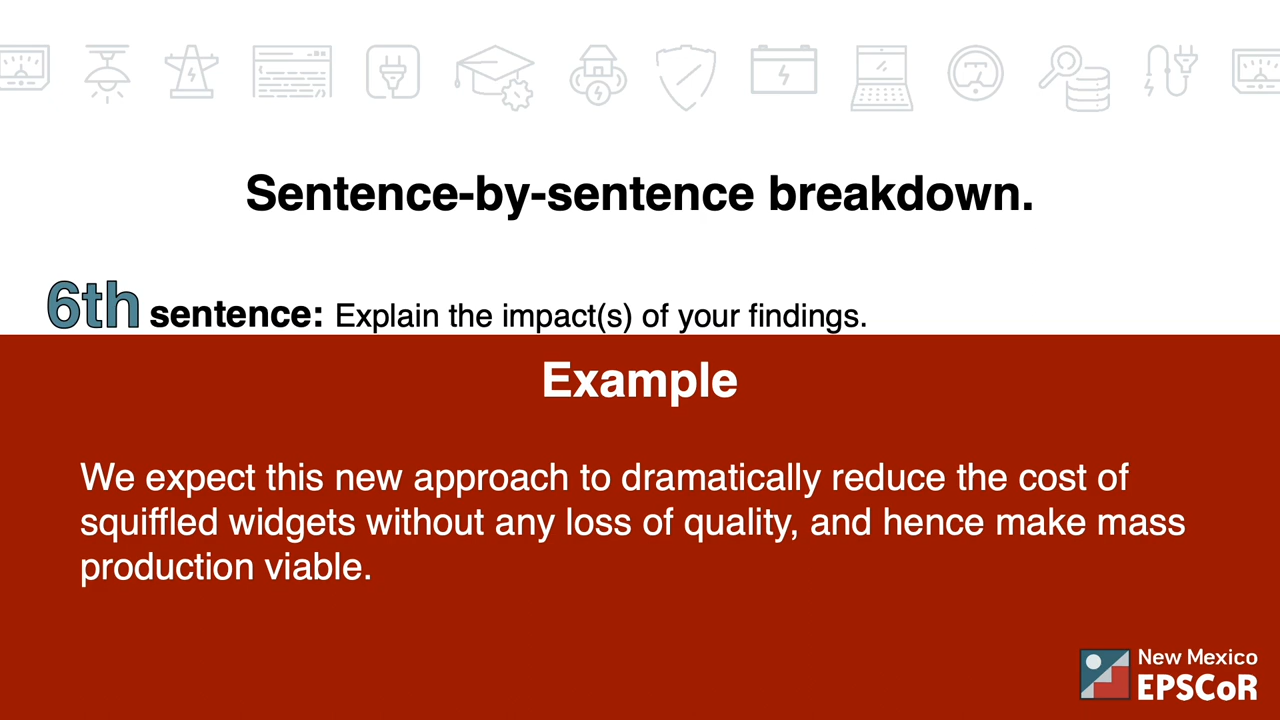 Sentence-by-sentence breakdown.
6th sentence: Explain the impact(s) of your findings.
Example
We expect this new approach to dramatically reduce the cost of
squiffled widgets without any loss of quality, and hence make mass
production viable.
New Mexico
EPSCoR